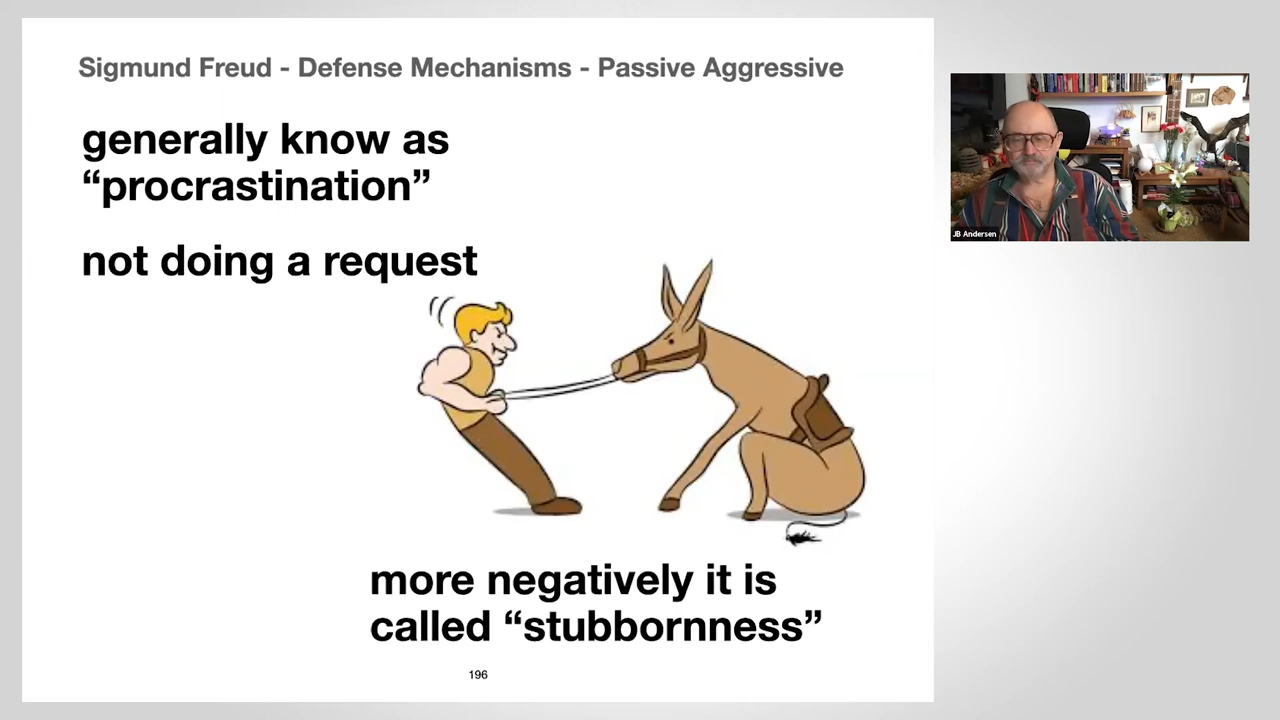 Sigmund Freud - Defense Mechanisms - Passive Aggressive
generally know as
“procrastination”
not doing a request
more negatively it is
called “stubbornness”
196
JB Andersen